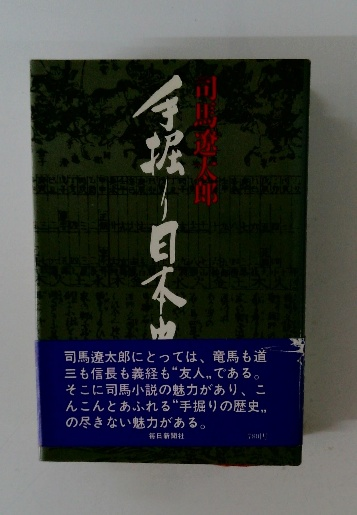 司馬遼太郎
手掘り日本史
司馬遼太郎にとっては、竜馬も道
三も信長も義経も“友人„である。
そこに司馬小説の魅力があり、こ
んこんとあふれる“手掘りの歴史„
の尽きない魅力がある。
毎日新聞社
780円